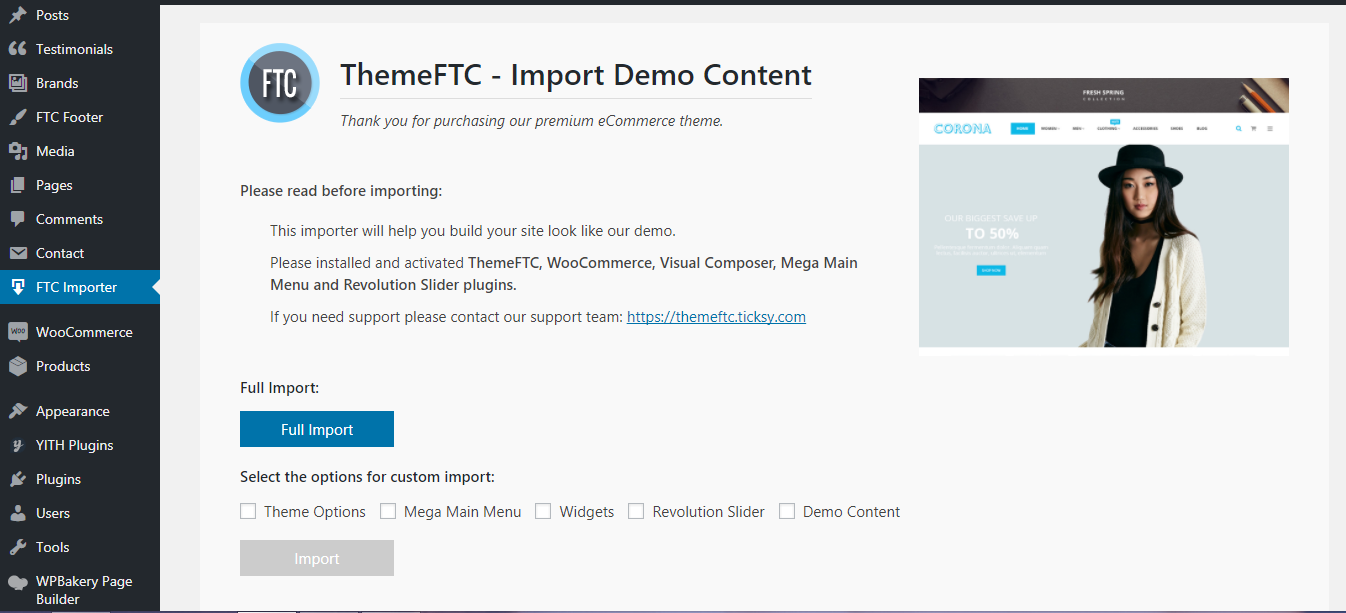 Posts
Testimonials
Brands
FTC Footer
Media
Pages
Comments
Contact
FTC Importer
WOO WooCommerce
Products
Appearance
YITH Plugins
Plugins
Users
Tools
WPBakery Page
Builder
FTC
ThemeFTC - Import Demo Content
Thank you for purchasing our premium eCommerce theme.
Please read before importing:
This importer will help you build your site look like our demo.
Please installed and activated ThemeFTC, WooCommerce, Visual Composer, Mega Main
Menu and Revolution Slider plugins.
If you need support please contact our support team: https://themeftc.ticksy.com
Full Import:
Full Import
Select the options for custom import:
Theme Options Mega Main Menu Widgets Revolution Slider Demo Content
Import
FRESH SPRING
COLLECTION
CORONA HOME WOMEN MEN CLOTHING ACCESSORIES SHOES BLOG
OUR BIGGEST SAVE UP
TO 50%
SHOP NOW